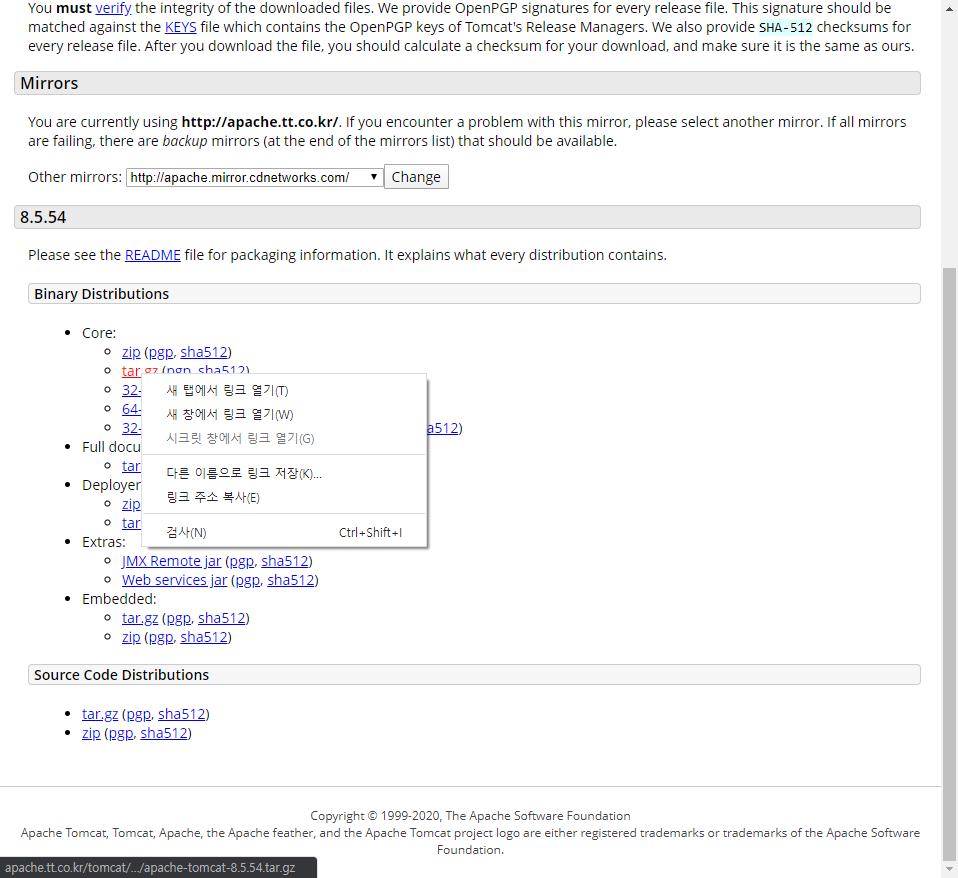 You must verify the integrity of the downloaded files. We provide OpenPGP signatures for every release file. This signature should be
matched against the KEYS file which contains the OpenPGP keys of Tomcat's Release Managers. We also provide SHA-512 checksums for
every release file. After you download the file, you should calculate a checksum for your download, and make sure it is the same as ours.
Mirrors
You are currently using http://apache.tt.co.kr/. If you encounter a problem with this mirror, please select another mirror. If all mirrors
are failing, there are backup mirrors (at the end of the mirrors list) that should be available.
Other mirrors: http://apache.mirror.cdnetworks.com/ Change
8.5.54
Please see the README file for packaging information. It explains what every distribution contains.
Binary Distributions
Core:
zip (pgp, sha512)
tar.gz (pgp, sha512)
32-
64-
32- a512)
Full docu
tar
Deployer
zip
tar
새 탭에서 링크 열기(T)
새 창에서 링크 열기(W)
시크릿 창에서 링크 열기(G)
다른 이름으로 링크 저장(K)...
링크 주소 복사(E)
검사(N) Ctrl+Shift+I
Extras:
JMX Remote jar (pgp, sha512)
Web services jar (pgp, sha512)
Embedded:
tar.gz (pgp, sha512)
zip (pgp, sha512)
Source Code Distributions
tar.gz (pgp, sha512)
zip (pgp, sha512)
Copyright © 1999-2020, The Apache Software Foundation
Apache Tomcat, Tomcat, Apache, the Apache feather, and the Apache Tomcat project logo are either registered trademarks or trademarks of the Apache Software
Foundation.
apache.tt.co.kr/tomcat/.../apache-tomcat-8.5.54.tar.gz